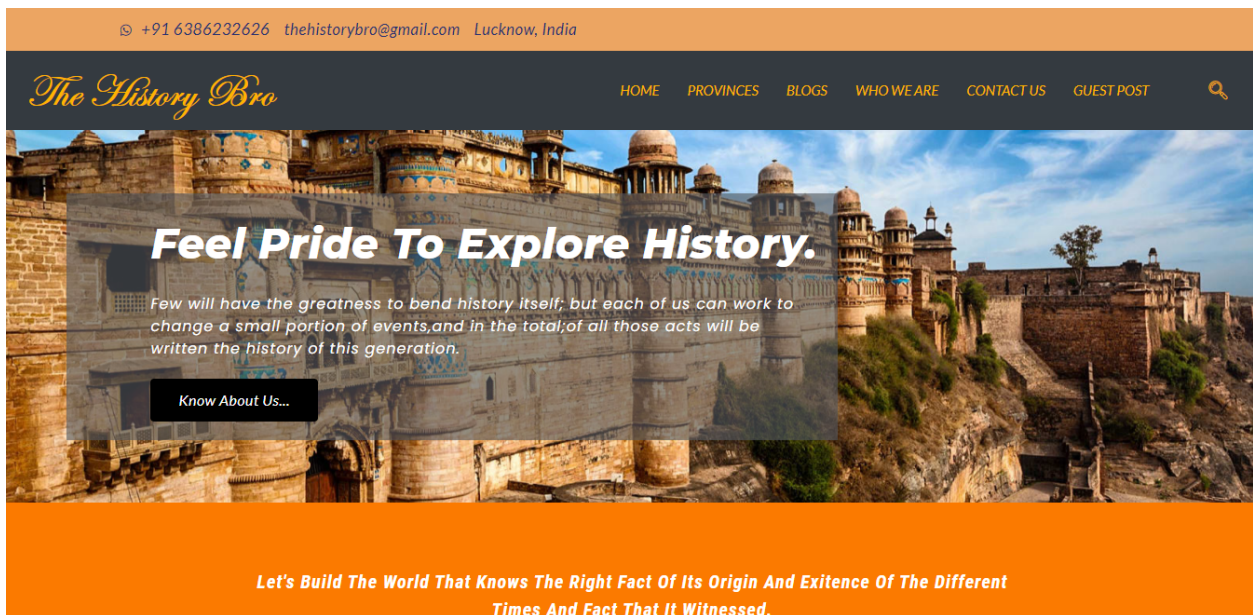 +91 6386232626 thehistorybro@gmail.com Lucknow, India
The History Bro
HOME PROVINCES BLOGS WHO WE ARE CONTACT US GUEST POST
Feel Pride To Explore History.
Few will have the greatness to bend history itself; but each of us can work to
change a small portion of events,and in the total;of all those acts will be
written the history of this generation.
Know About Us...
Let's Build The World That Knows The Right Fact Of Its Origin And Exitence Of The Different
Times And Fact That It Witnessed.